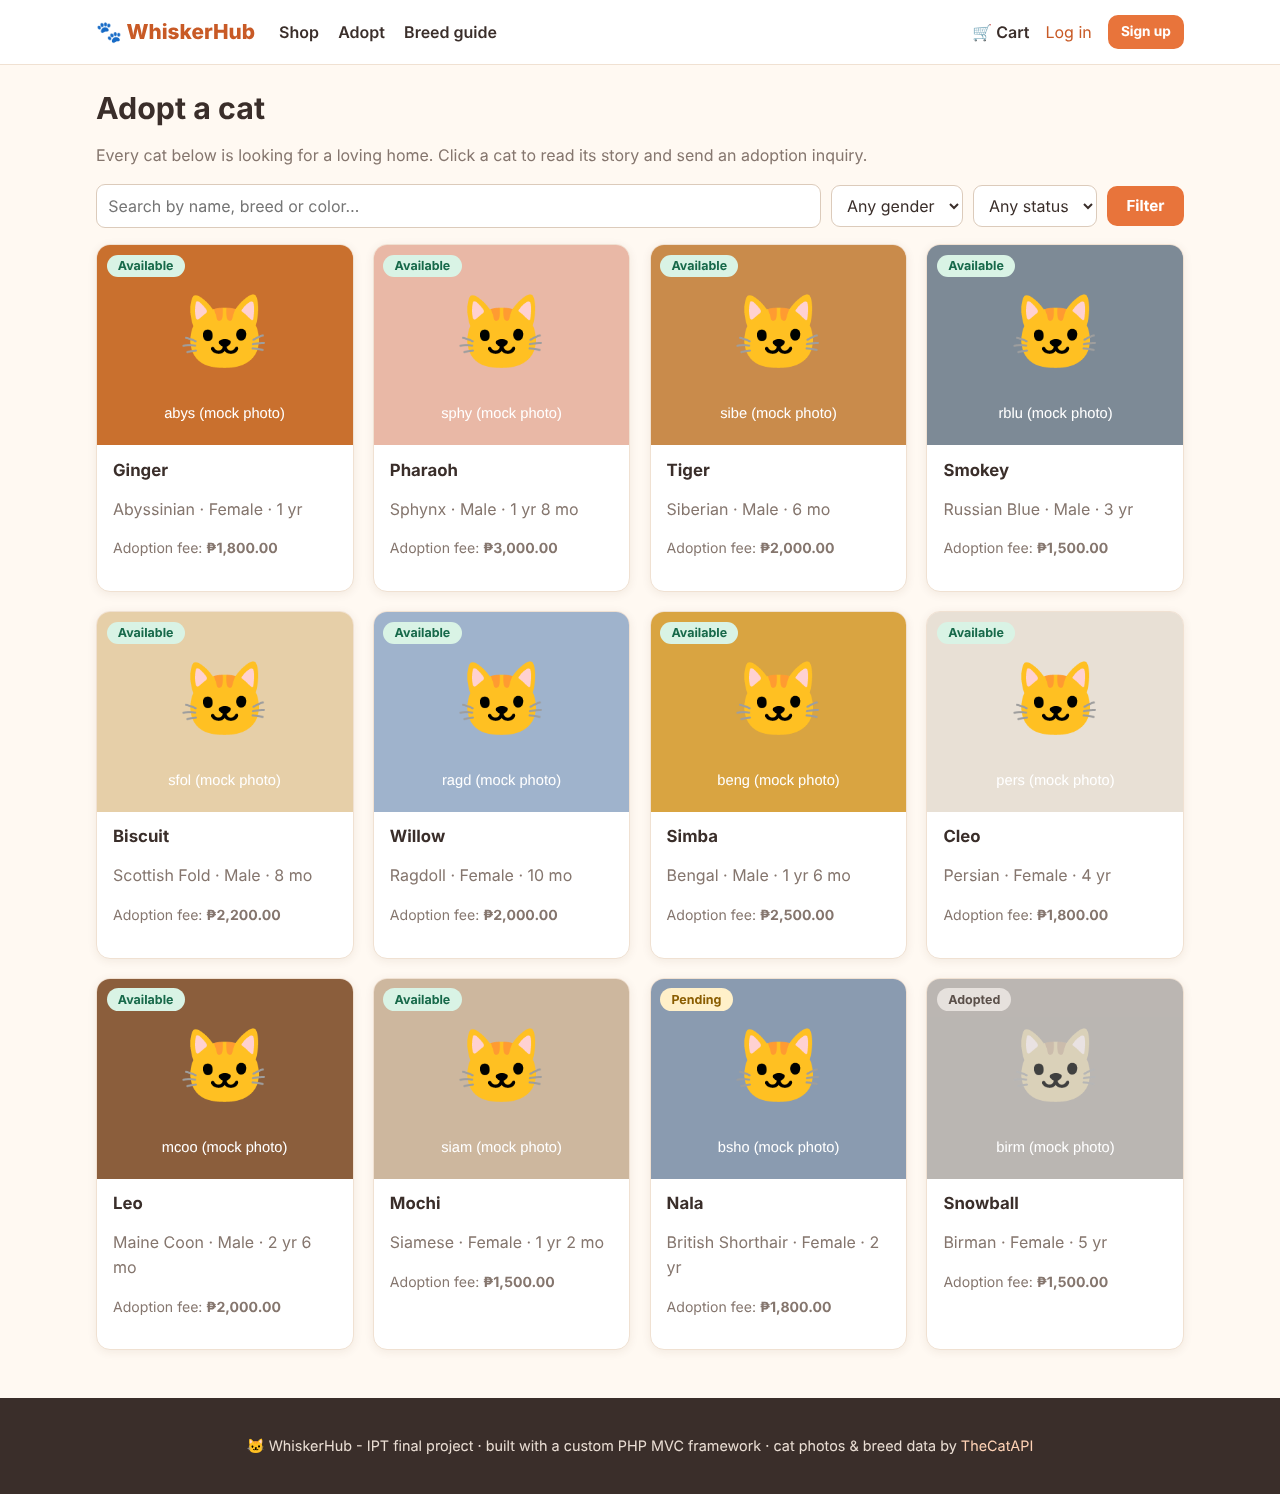 🐾 WhiskerHub Shop Adopt Breed guide 🛒 Cart Log in Sign up
Adopt a cat
Every cat below is looking for a loving home. Click a cat to read its story and send an adoption inquiry.
Search by name, breed or color... Any gender Any status Filter
Available
abys (mock photo)
Ginger
Abyssinian · Female · 1 yr
Adoption fee: ₱1,800.00
Available
sphy (mock photo)
Pharaoh
Sphynx · Male · 1 yr 8 mo
Adoption fee: ₱3,000.00
Available
sibe (mock photo)
Tiger
Siberian · Male · 6 mo
Adoption fee: ₱2,000.00
Available
rblu (mock photo)
Smokey
Russian Blue · Male · 3 yr
Adoption fee: ₱1,500.00
Available
sfol (mock photo)
Biscuit
Scottish Fold · Male · 8 mo
Adoption fee: ₱2,200.00
Available
ragd (mock photo)
Willow
Ragdoll · Female · 10 mo
Adoption fee: ₱2,000.00
Available
beng (mock photo)
Simba
Bengal · Male · 1 yr 6 mo
Adoption fee: ₱2,500.00
Available
pers (mock photo)
Cleo
Persian · Female · 4 yr
Adoption fee: ₱1,800.00
Available
mcoo (mock photo)
Leo
Maine Coon · Male · 2 yr 6
mo
Adoption fee: ₱2,000.00
Available
siam (mock photo)
Mochi
Siamese · Female · 1 yr 2 mo
Adoption fee: ₱1,500.00
Pending
bsho (mock photo)
Nala
British Shorthair · Female · 2
yr
Adoption fee: ₱1,800.00
Adopted
birm (mock photo)
Snowball
Birman · Female · 5 yr
Adoption fee: ₱1,500.00
🐱 WhiskerHub - IPT final project · built with a custom PHP MVC framework · cat photos & breed data by TheCatAPI